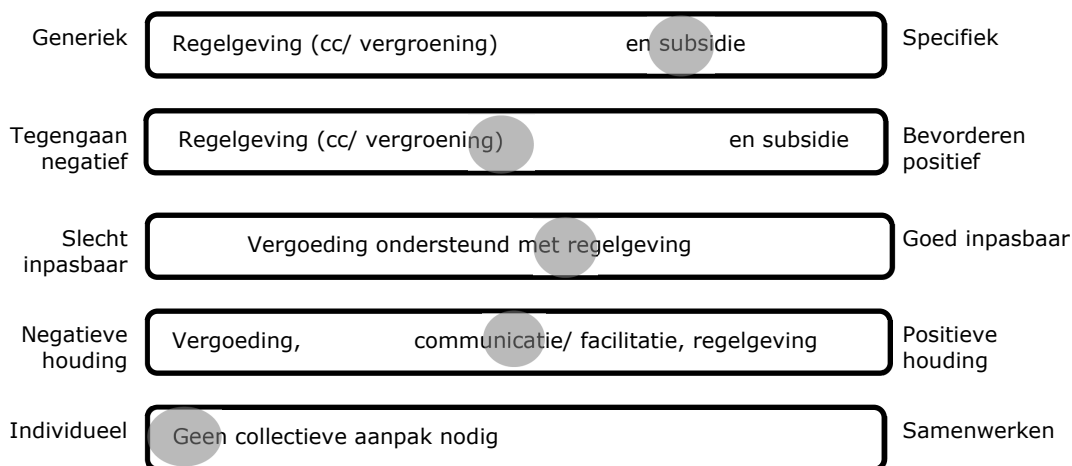 Generiek Regelgeving (cc/ vergroening) en subsidie Specifiek
Tegengaan negatief Regelgeving (cc/ vergroening) en subsidie Bevorderen positief
Slecht inpasbaar Vergoeding ondersteund met regelgeving Goed inpasbaar
Negatieve houding Vergoeding, communicatie/ facilitatie, regelgeving Positieve houding
Individueel Geen collectieve aanpak nodig Samenwerken